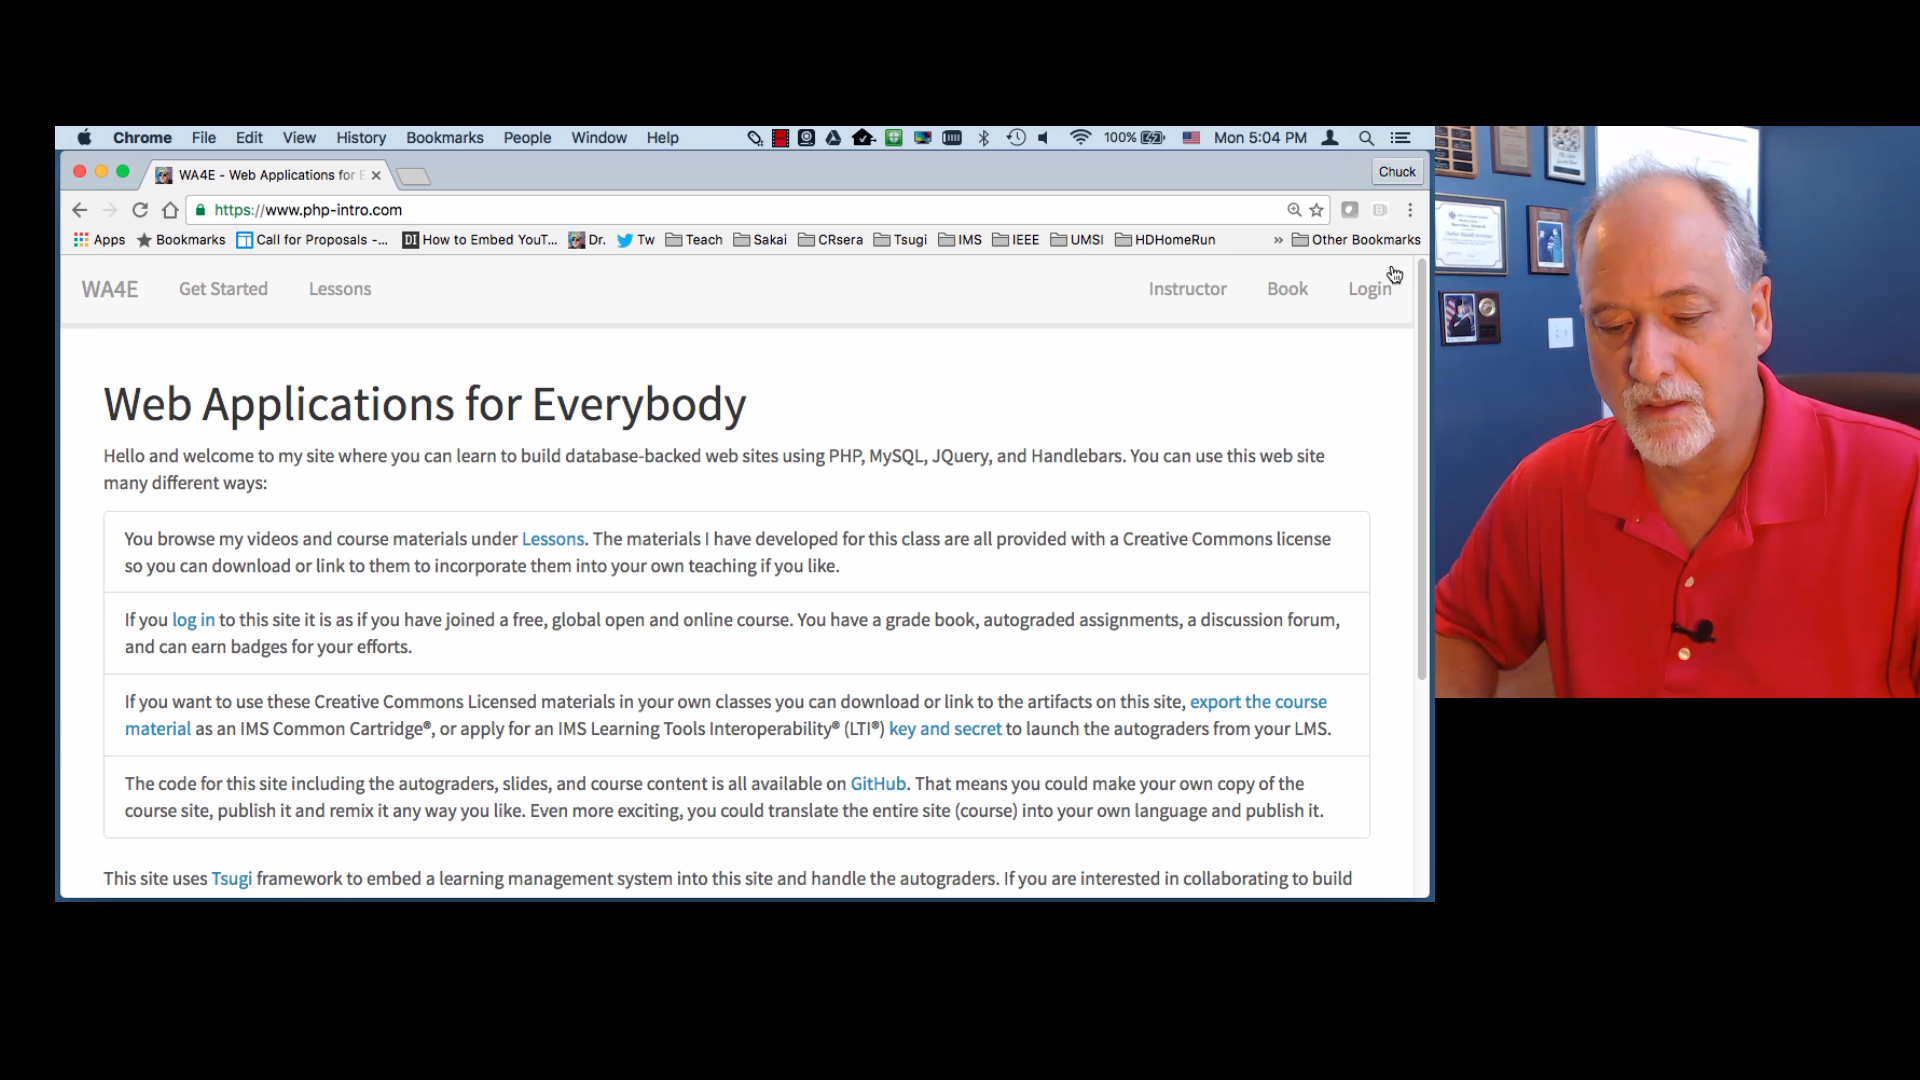 Chrome File Edit View History Bookmarks People Window Help 100% Mon 5:04 PM
WA4E - Web Applications for E Chuck
https://www.php-intro.com
Apps Bookmarks Call for Proposals -... DI How to Embed YouT... Dr. Tw Teach Sakai CRsera Tsugi IMS IEEE UMSI HDHomeRun » Other Bookmarks
WA4E Get Started Lessons Instructor Book Login
Web Applications for Everybody
Hello and welcome to my site where you can learn to build database-backed web sites using PHP, MySQL, JQuery, and Handlebars. You can use this web site
many different ways:
You browse my videos and course materials under Lessons. The materials I have developed for this class are all provided with a Creative Commons license
so you can download or link to them to incorporate them into your own teaching if you like.
If you log in to this site it is as if you have joined a free, global open and online course. You have a grade book, autograded assignments, a discussion forum,
and can earn badges for your efforts.
If you want to use these Creative Commons Licensed materials in your own classes you can download or link to the artifacts on this site, export the course
material as an IMS Common Cartridge®, or apply for an IMS Learning Tools Interoperability® (LTI®) key and secret to launch the autograders from your LMS.
The code for this site including the autograders, slides, and course content is all available on GitHub. That means you could make your own copy of the
course site, publish it and remix it any way you like. Even more exciting, you could translate the entire site (course) into your own language and publish it.
This site uses Tsugi framework to embed a learning management system into this site and handle the autograders. If you are interested in collaborating to build